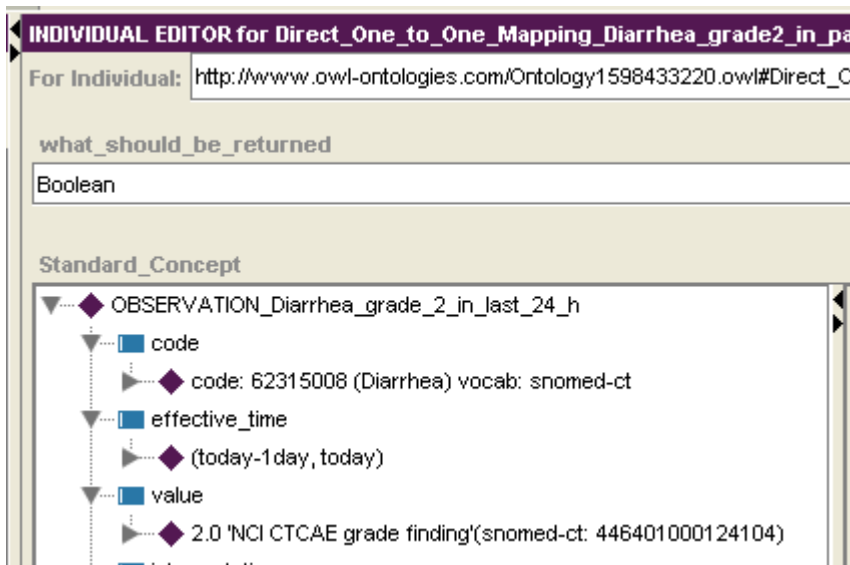 INDIVIDUAL EDITOR for Direct_One_to_One_Mapping_Diarrhea_grade2_in_pa
For Individual: http://www.owl-ontologies.com/Ontology1598433220.owl#Direct_O
what_should_be_returned
Boolean
Standard_Concept
OBSERVATION_Diarrhea_grade_2_in_last_24_h
code
code: 62315008 (Diarrhea) vocab: snomed-ct
effective_time
(today-1day, today)
value
2.0 'NCI CTCAE grade finding'(snomed-ct: 446401000124104)